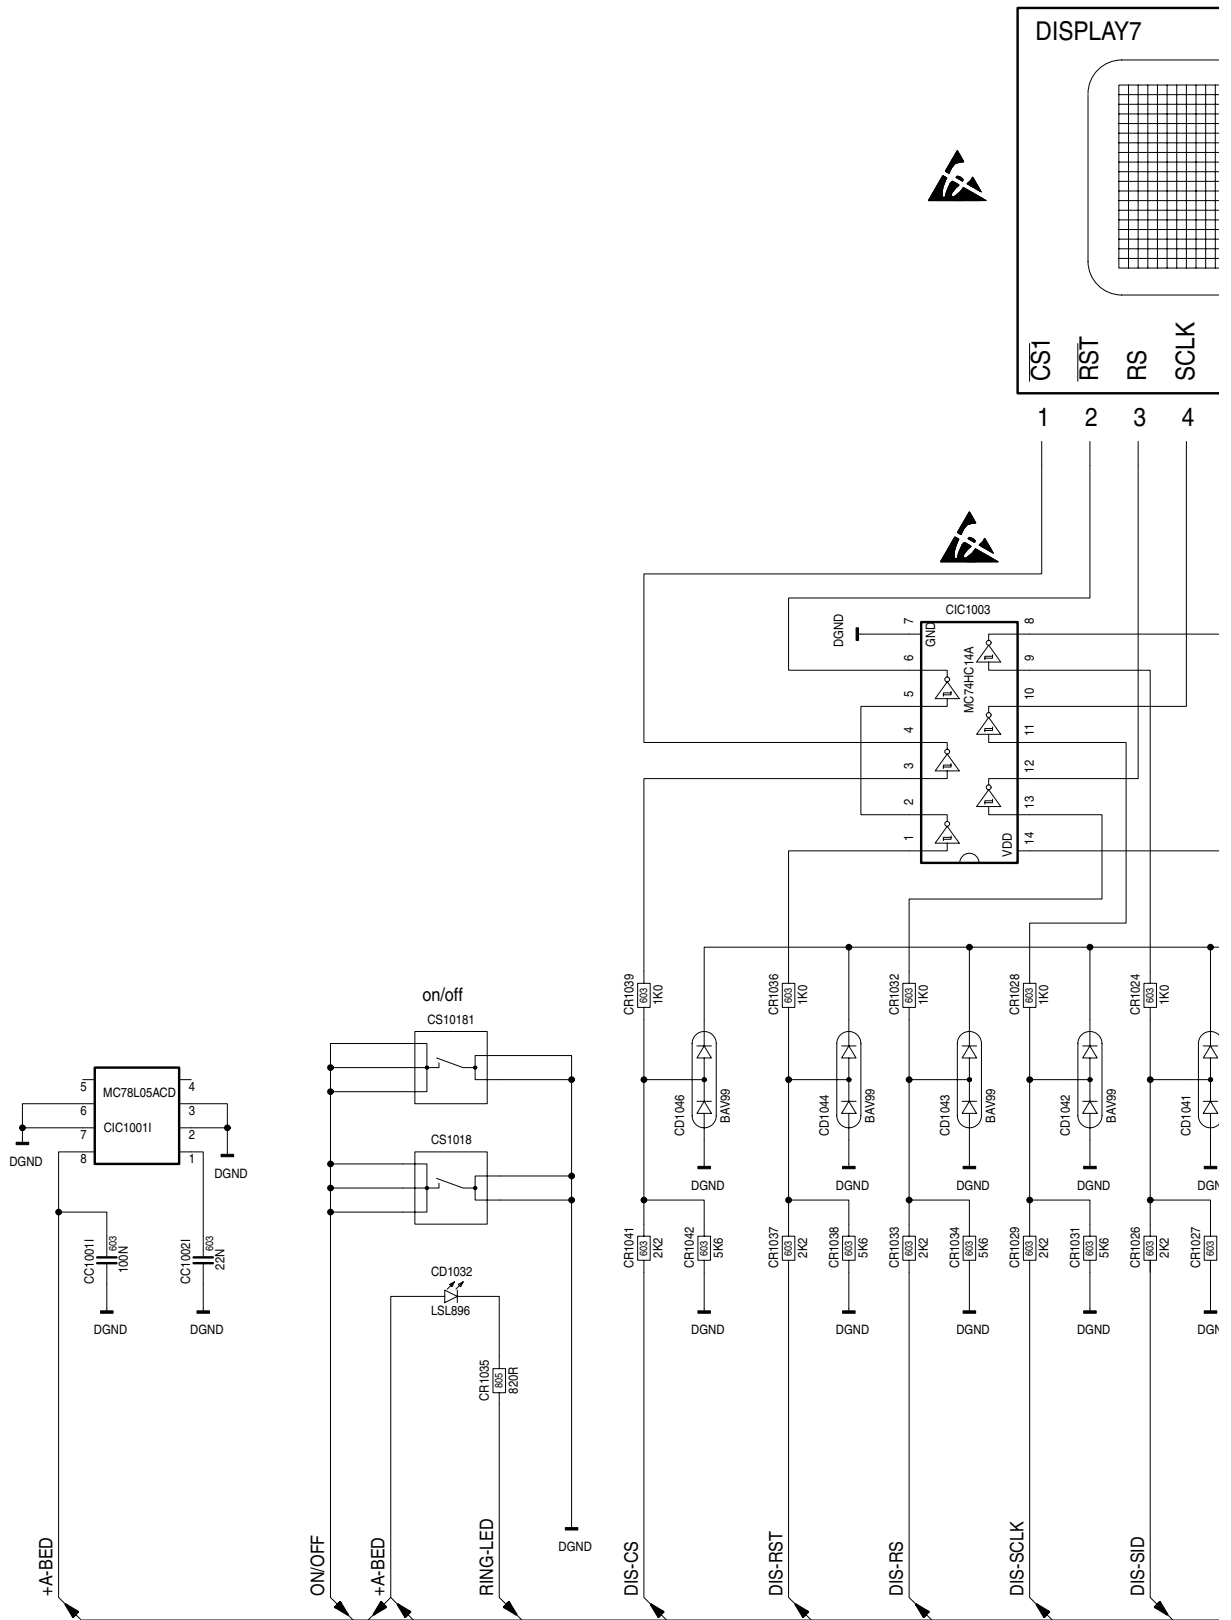 DISPLAY7
CS1
RST
RS
SCLK
1 2 3 4
CIC1003
DGND
7 GND 8
6 9
5 10
4 11
3 12
2 13
1 VDD 14
MC74HC14A
CR1039 603 1K0
CR1036 603 1K0
CR1032 603 1K0
CR1028 603 1K0
CR1024 603 1K0
on/off
CS10181
CD1046 BAV99
CD1044 BAV99
CD1043 BAV99
CD1042 BAV99
CD1041
5 MC78L05ACD 4
6 3
7 CIC1001I 2
8 1
DGND
DGND
CS1018
DGND
DGND
DGND
DGND
DGN
CC1001I 603 100N
CC1002I 603 22N
CR1041 603 2K2
CR1042 603 5K6
CR1037 603 2K2
CR1038 603 5K6
CR1033 603 2K2
CR1034 603 5K6
CR1029 603 2K2
CR1031 603 5K6
CR1026 603 2K2
CR1027 603
CD1032
LSL896
DGND
DGND
DGND
DGND
DGND
DGND
DGN
CR1035 805 820R
DGND
+A-BED
ON/OFF
+A-BED
RING-LED
DIS-CS
DIS-RST
DIS-RS
DIS-SCLK
DIS-SID